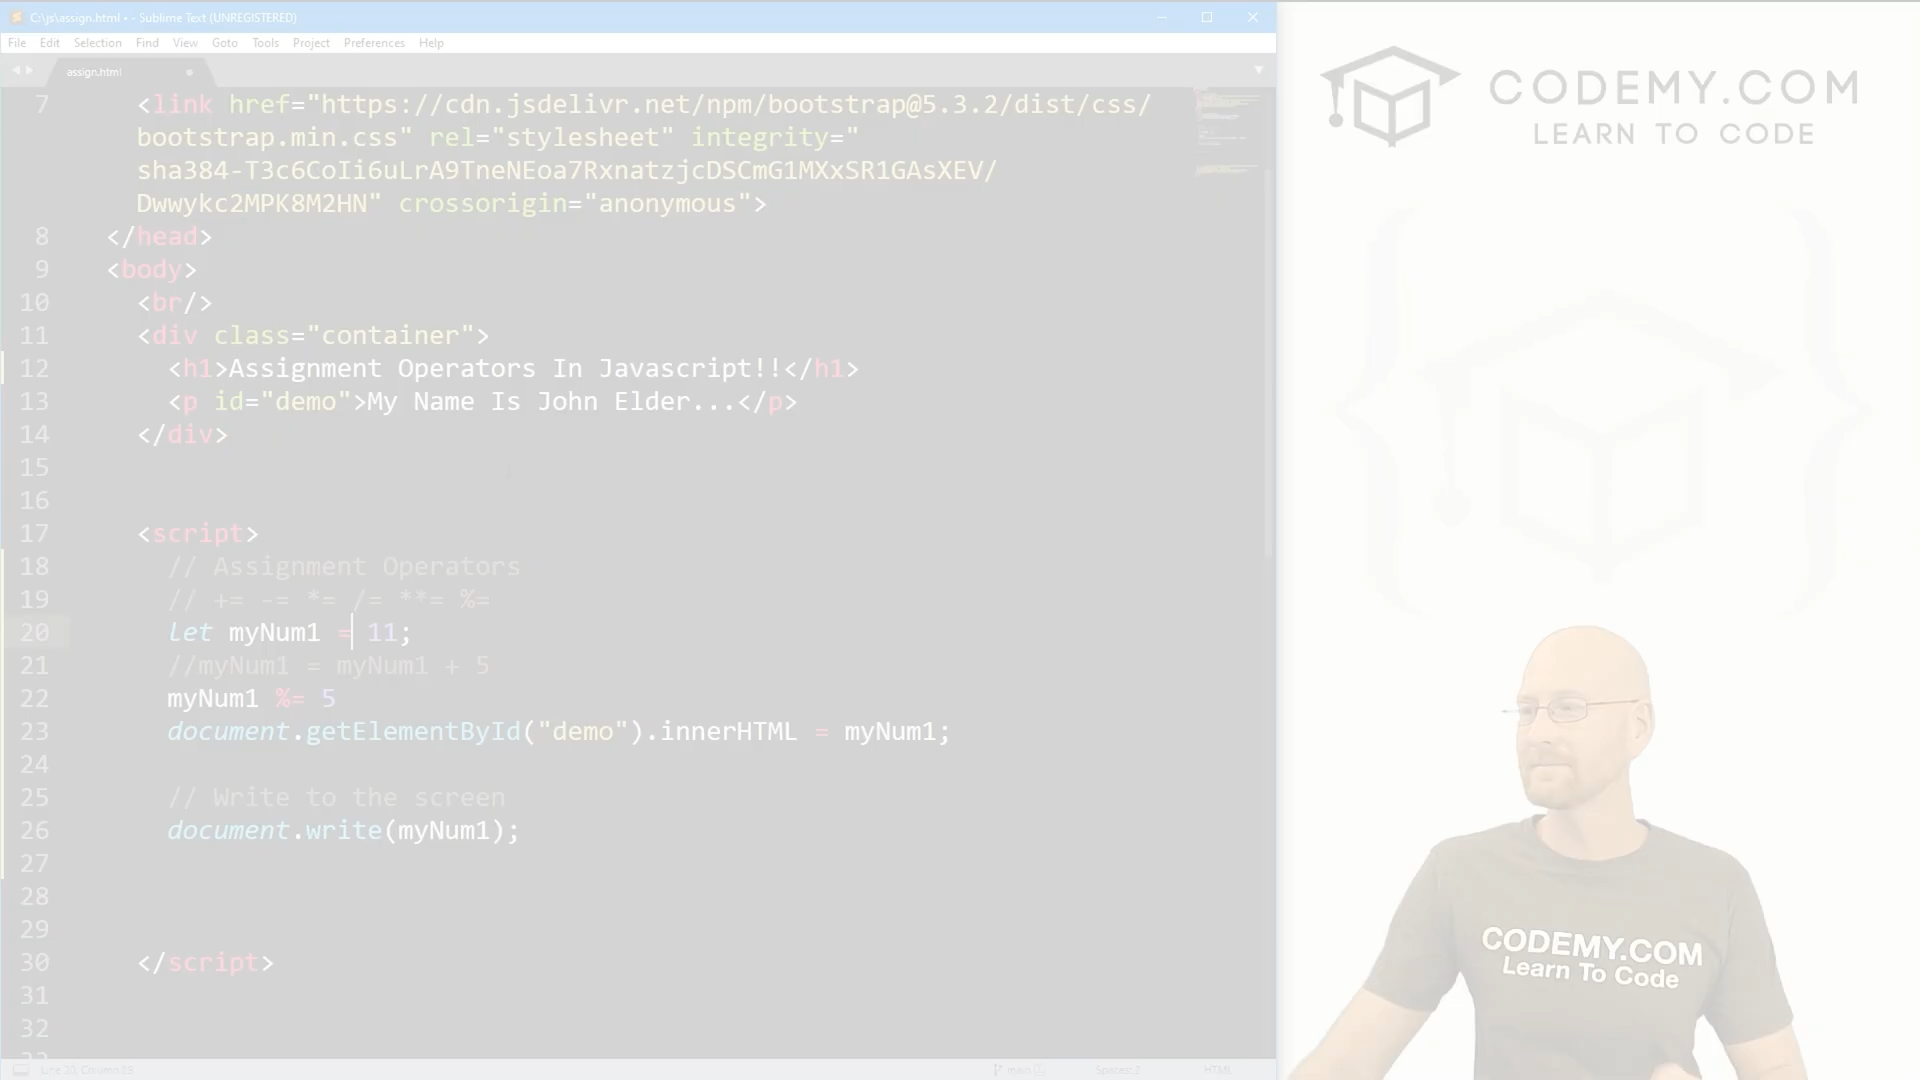 C:\js\assign.html • - Sublime Text (UNREGISTERED)
File Edit Selection Find View Goto Tools Project Preferences Help
assign.html
7 <link href="https://cdn.jsdelivr.net/npm/bootstrap@5.3.2/dist/css/
bootstrap.min.css" rel="stylesheet" integrity="
sha384-T3c6CoIi6uLrA9TneNEoa7RxnatzjcDSCmG1MXxSR1GAsXEV/
Dwwykc2MPK8M2HN" crossorigin="anonymous">
8 </head>
9 <body>
10 <br/>
11 <div class="container">
12 <h1>Assignment Operators In Javascript!!</h1>
13 <p id="demo">My Name Is John Elder...</p>
14 </div>
15
16
17 <script>
18 // Assignment Operators
19 // += -= *= /= **= %=
20 let myNum1 = 11;
21 //myNum1 = myNum1 + 5
22 myNum1 %= 5
23 document.getElementById("demo").innerHTML = myNum1;
24
25 // Write to the screen
26 document.write(myNum1);
27
28
29
30 </script>
31
32
Line 20, Column
main
Spaces:
HTML
CODEMY.COM
LEARN TO CODE
CODEMY.COM
Learn To Code